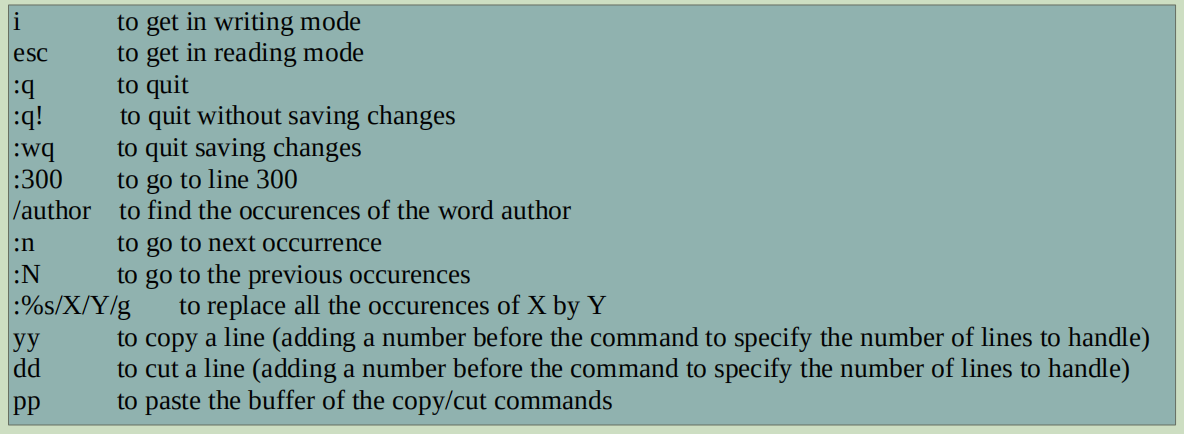 i to get in writing mode
esc to get in reading mode
:q to quit
:q! to quit without saving changes
:wq to quit saving changes
:300 to go to line 300
/author to find the occurences of the word author
:n to go to next occurrence
:N to go to the previous occurences
:%s/X/Y/g to replace all the occurences of X by Y
yy to copy a line (adding a number before the command to specify the number of lines to handle)
dd to cut a line (adding a number before the command to specify the number of lines to handle)
pp to paste the buffer of the copy/cut commands